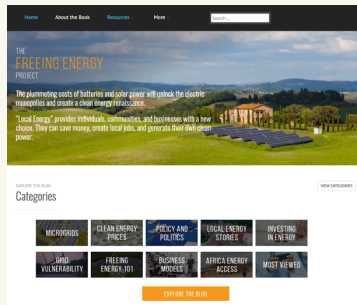 Home About the Book Resources More Search...
THE
FREEING ENERGY
PROJECT
The plummeting costs of batteries and solar power will unlock the electric
monopolies and create a clean energy renaissance.
"Local Energy" provides individuals, communities, and businesses with a new
choice. They can save money, create local jobs, and generate their own clean
power.
EXPLORE THE BLOG VIEW CATEGORIES
Categories
MICROGRIDS
CLEAN ENERGY
PRICES
POLICY AND
POLITICS
LOCAL ENERGY
STORIES
INVESTING
IN ENERGY
GRID
VULNERABILITY
FREEING
ENERGY 101
BUSINESS
MODELS
AFRICA ENERGY
ACCESS
MOST VIEWED
EXPLORE THE BLOG